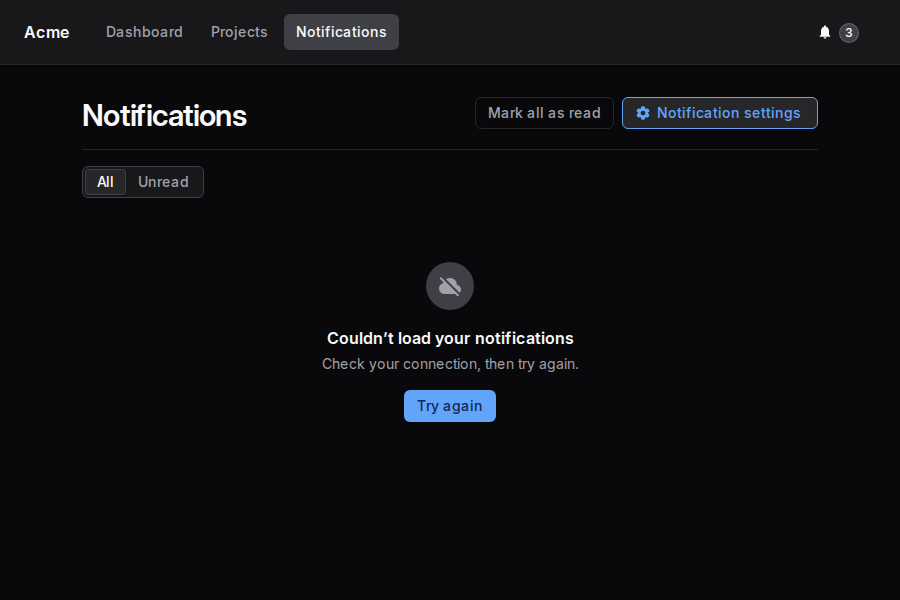 Acme Dashboard Projects Notifications 3
Notifications Mark all as read Notification settings
All Unread
Couldn’t load your notifications
Check your connection, then try again.
Try again